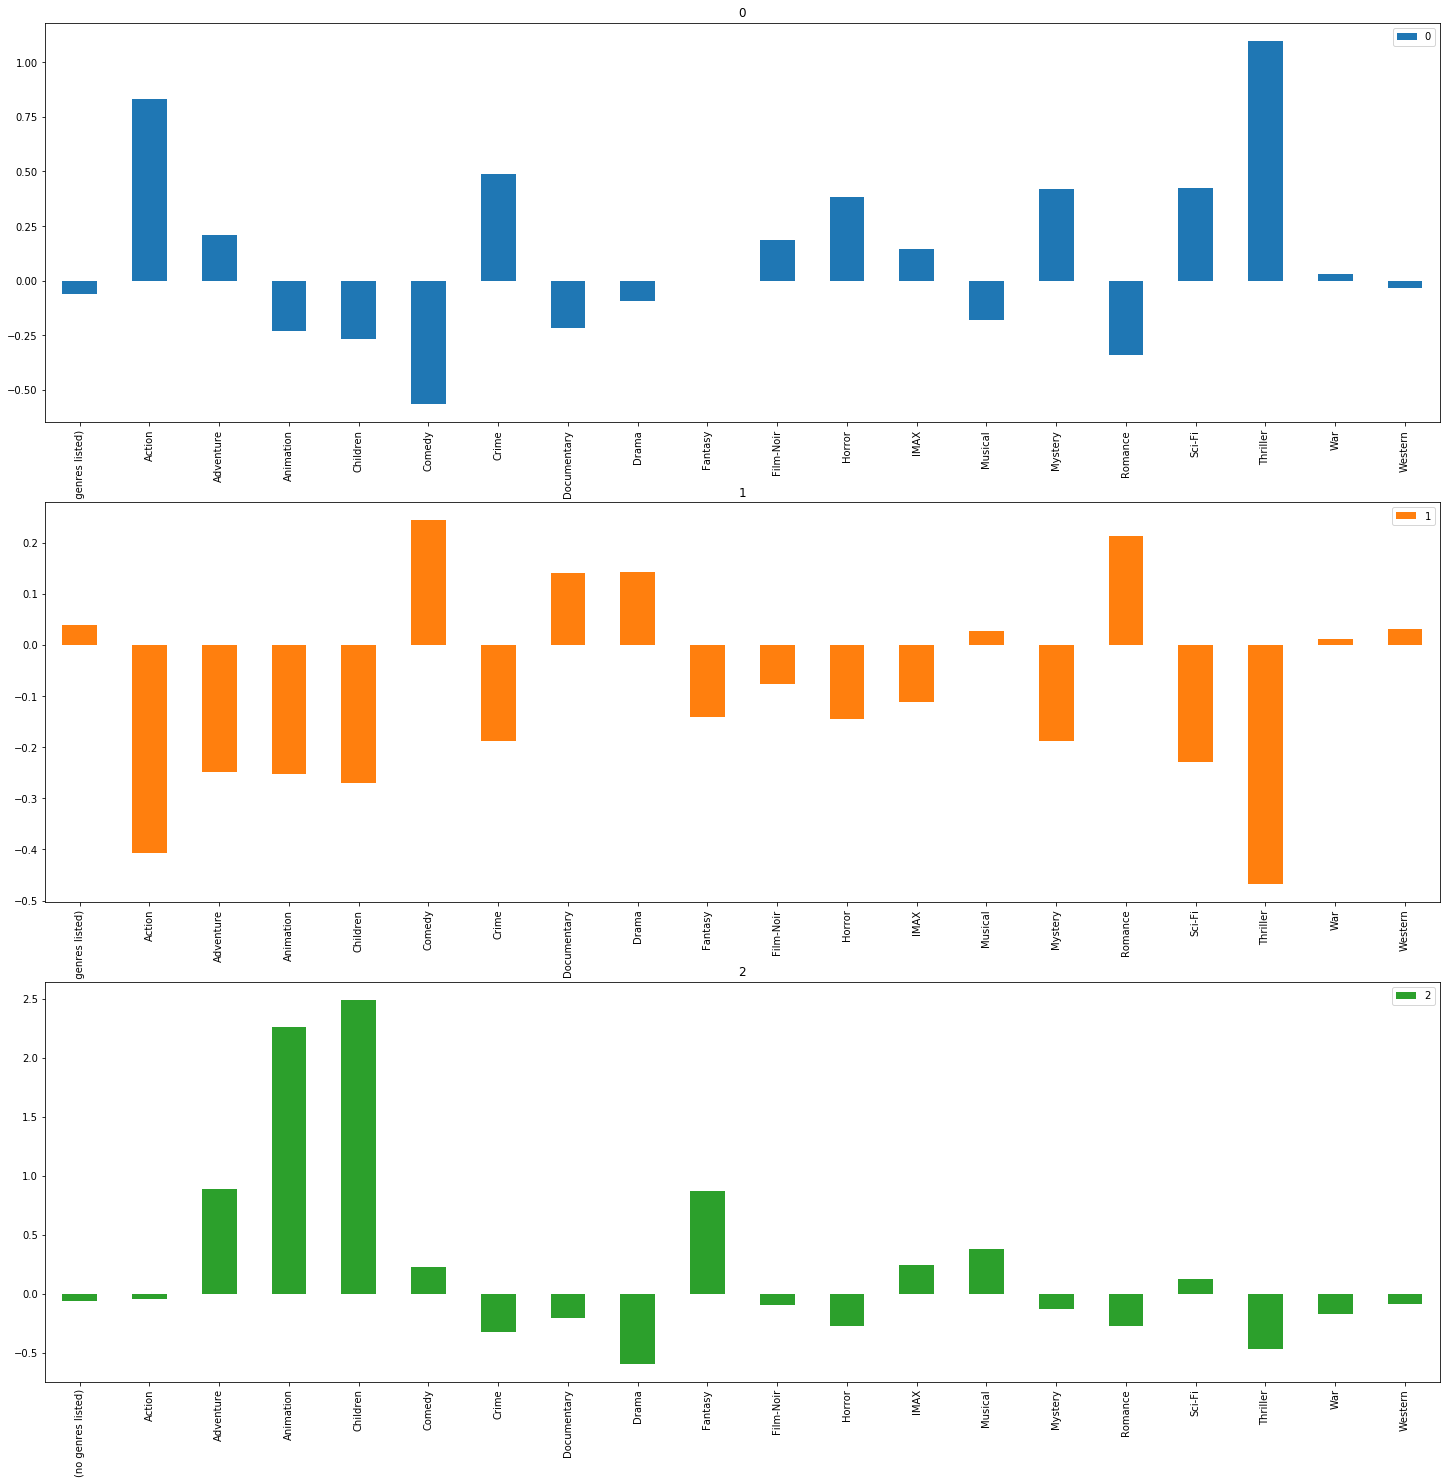 0
0
1.00
0.75
0.50
0.25
0.00
−0.25
−0.50
genres listed)
Action
Adventure
Animation
Children
Comedy
Crime
Documentary
Drama
Fantasy
Film-Noir
Horror
IMAX
Musical
Mystery
Romance
Sci-Fi
Thriller
War
Western
1
1
0.2
0.1
0.0
−0.1
−0.2
−0.3
−0.4
−0.5
genres listed)
Action
Adventure
Animation
Children
Comedy
Crime
Documentary
Drama
Fantasy
Film-Noir
Horror
IMAX
Musical
Mystery
Romance
Sci-Fi
Thriller
War
Western
2
2
2.5
2.0
1.5
1.0
0.5
0.0
−0.5
(no genres listed)
Action
Adventure
Animation
Children
Comedy
Crime
Documentary
Drama
Fantasy
Film-Noir
Horror
IMAX
Musical
Mystery
Romance
Sci-Fi
Thriller
War
Western